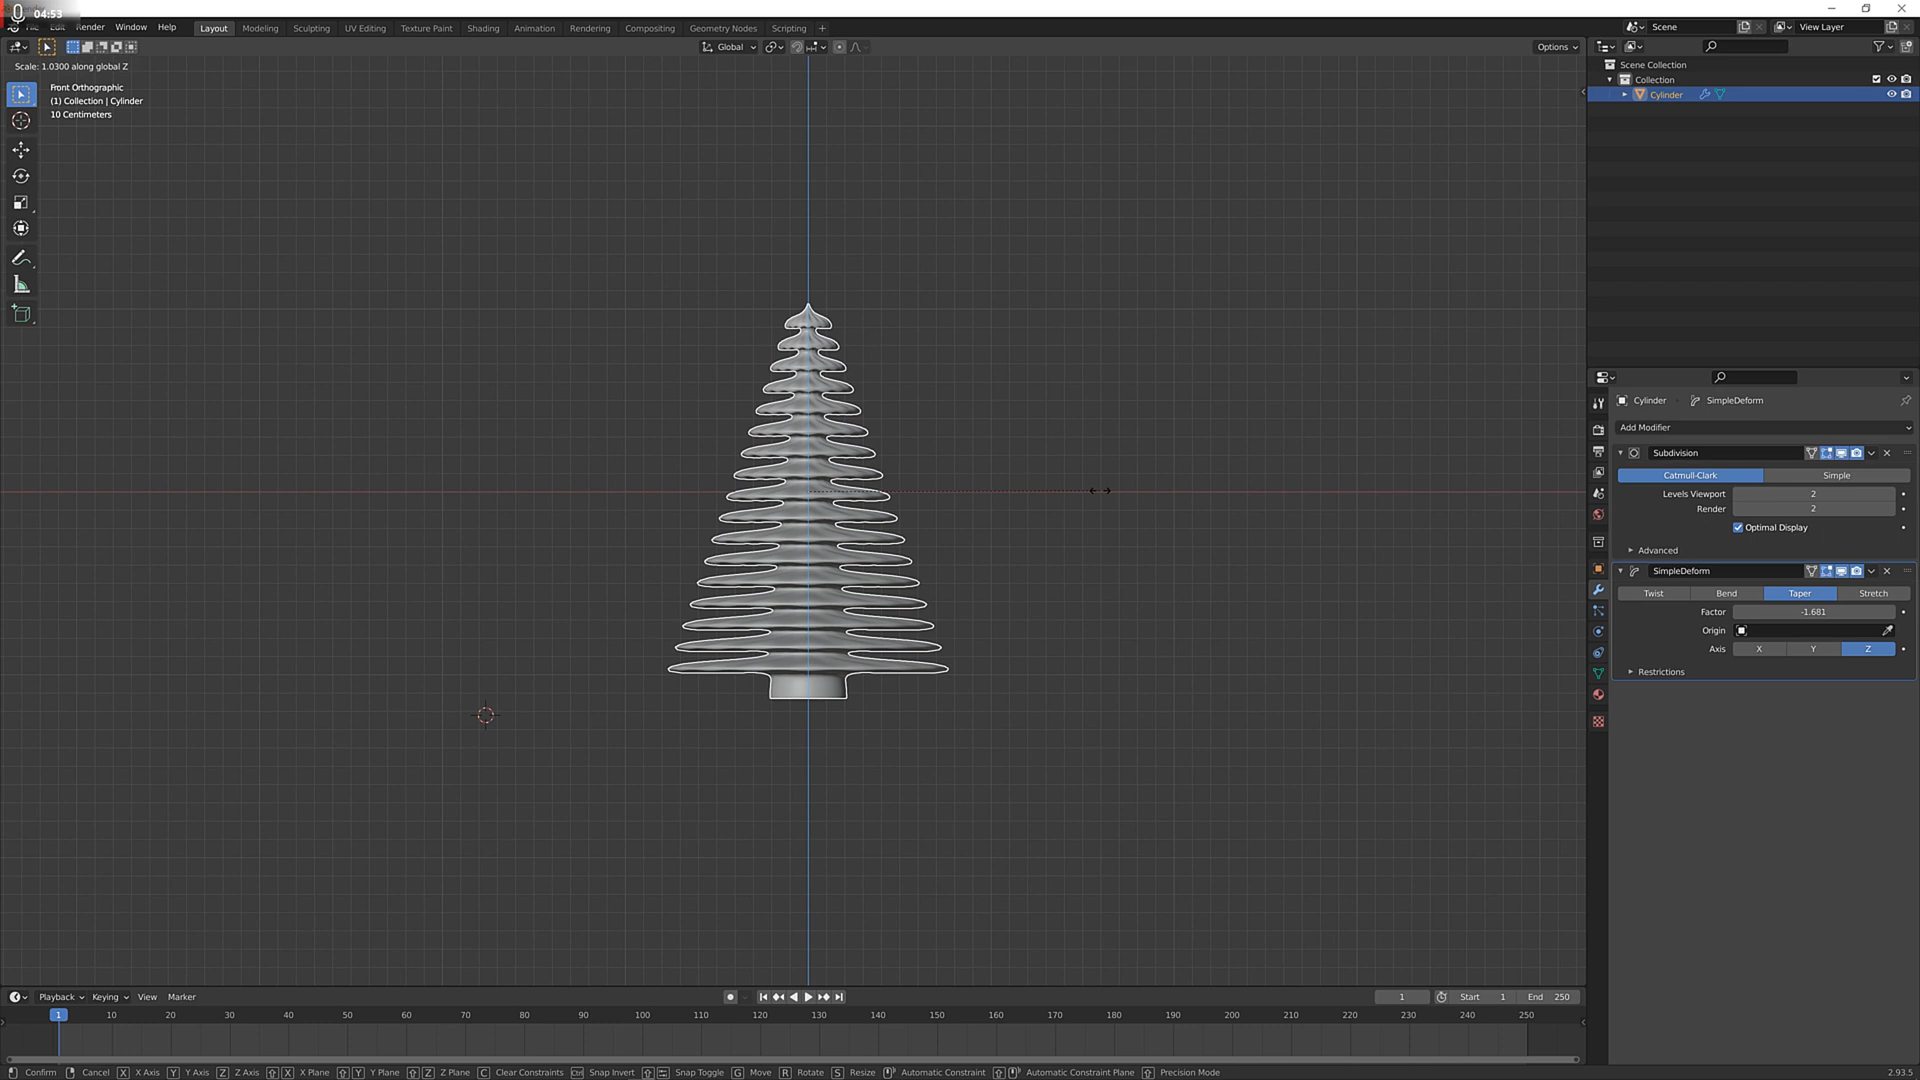 04:53
File Edit Render Window Help Layout Modeling Sculpting UV Editing Texture Paint Shading Animation Rendering Compositing Geometry Nodes Scripting + Scene View Layer
Global Options
Scale: 1.0300 along global Z
Front Orthographic
(1) Collection | Cylinder
10 Centimeters
Scene Collection
Collection
Cylinder
Cylinder SimpleDeform
Add Modifier
Subdivision
Catmull-Clark Simple
Levels Viewport 2
Render 2
Optimal Display
Advanced
SimpleDeform
Twist Bend Taper Stretch
Factor -1.681
Origin
Axis X Y Z
Restrictions
Playback Keying View Marker 1 Start 1 End 250
1 10 20 30 40 50 60 70 80 90 100 110 120 130 140 150 160 170 180 190 200 210 220 230 240 250
Confirm Cancel X X Axis Y Y Axis Z Z Axis X X Plane Y Y Plane Z Z Plane C Clear Constraints Ctrl Snap Invert Snap Toggle G Move R Rotate S Resize Automatic Constraint Automatic Constraint Plane Precision Mode 2.93.5